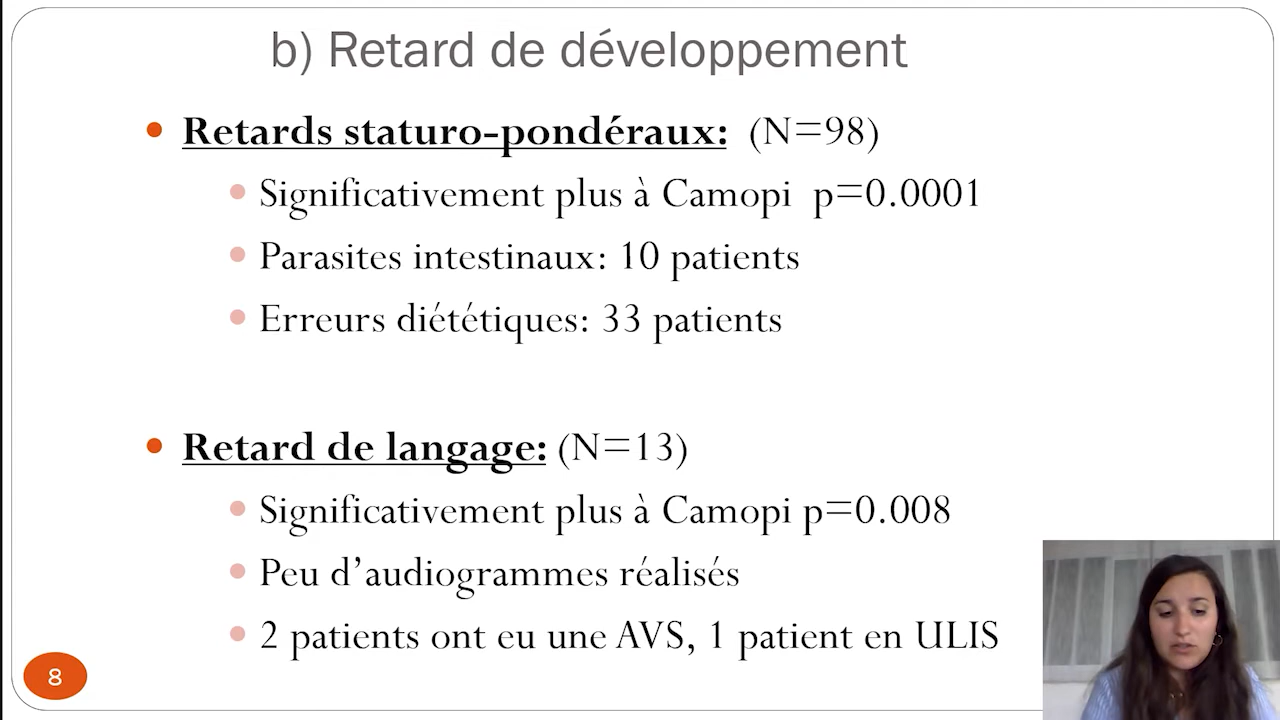 b) Retard de développement
Retards staturo-pondéraux: (N=98)
Significativement plus à Camopi p=0.0001
Parasites intestinaux: 10 patients
Erreurs diététiques: 33 patients
Retard de langage: (N=13)
Significativement plus à Camopi p=0.008
Peu d’audiogrammes réalisés
2 patients ont eu une AVS, 1 patient en ULIS
8